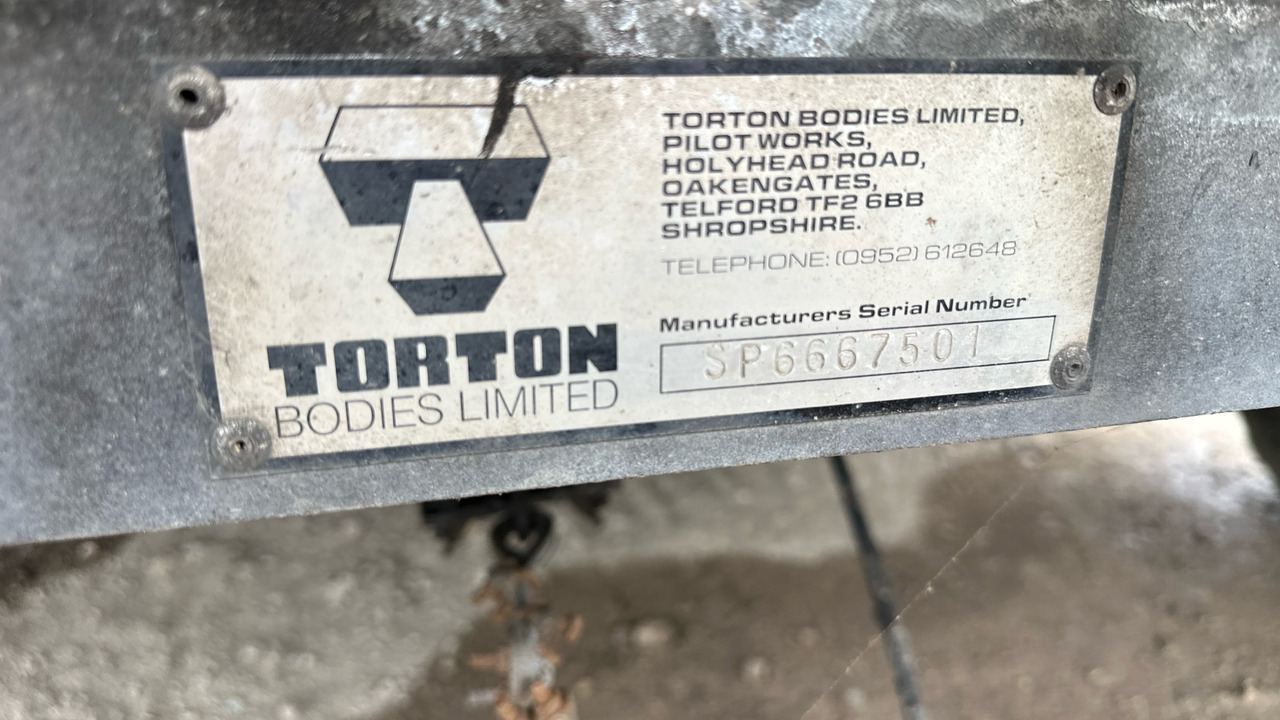 TORTON
BODIES LIMITED
TORTON BODIES LIMITED,
PILOT WORKS,
HOLYHEAD ROAD,
OAKENGATES,
TELFORD TF2 6BB
SHROPSHIRE.
TELEPHONE: (0952) 612648
Manufacturers Serial Number
SP6667501